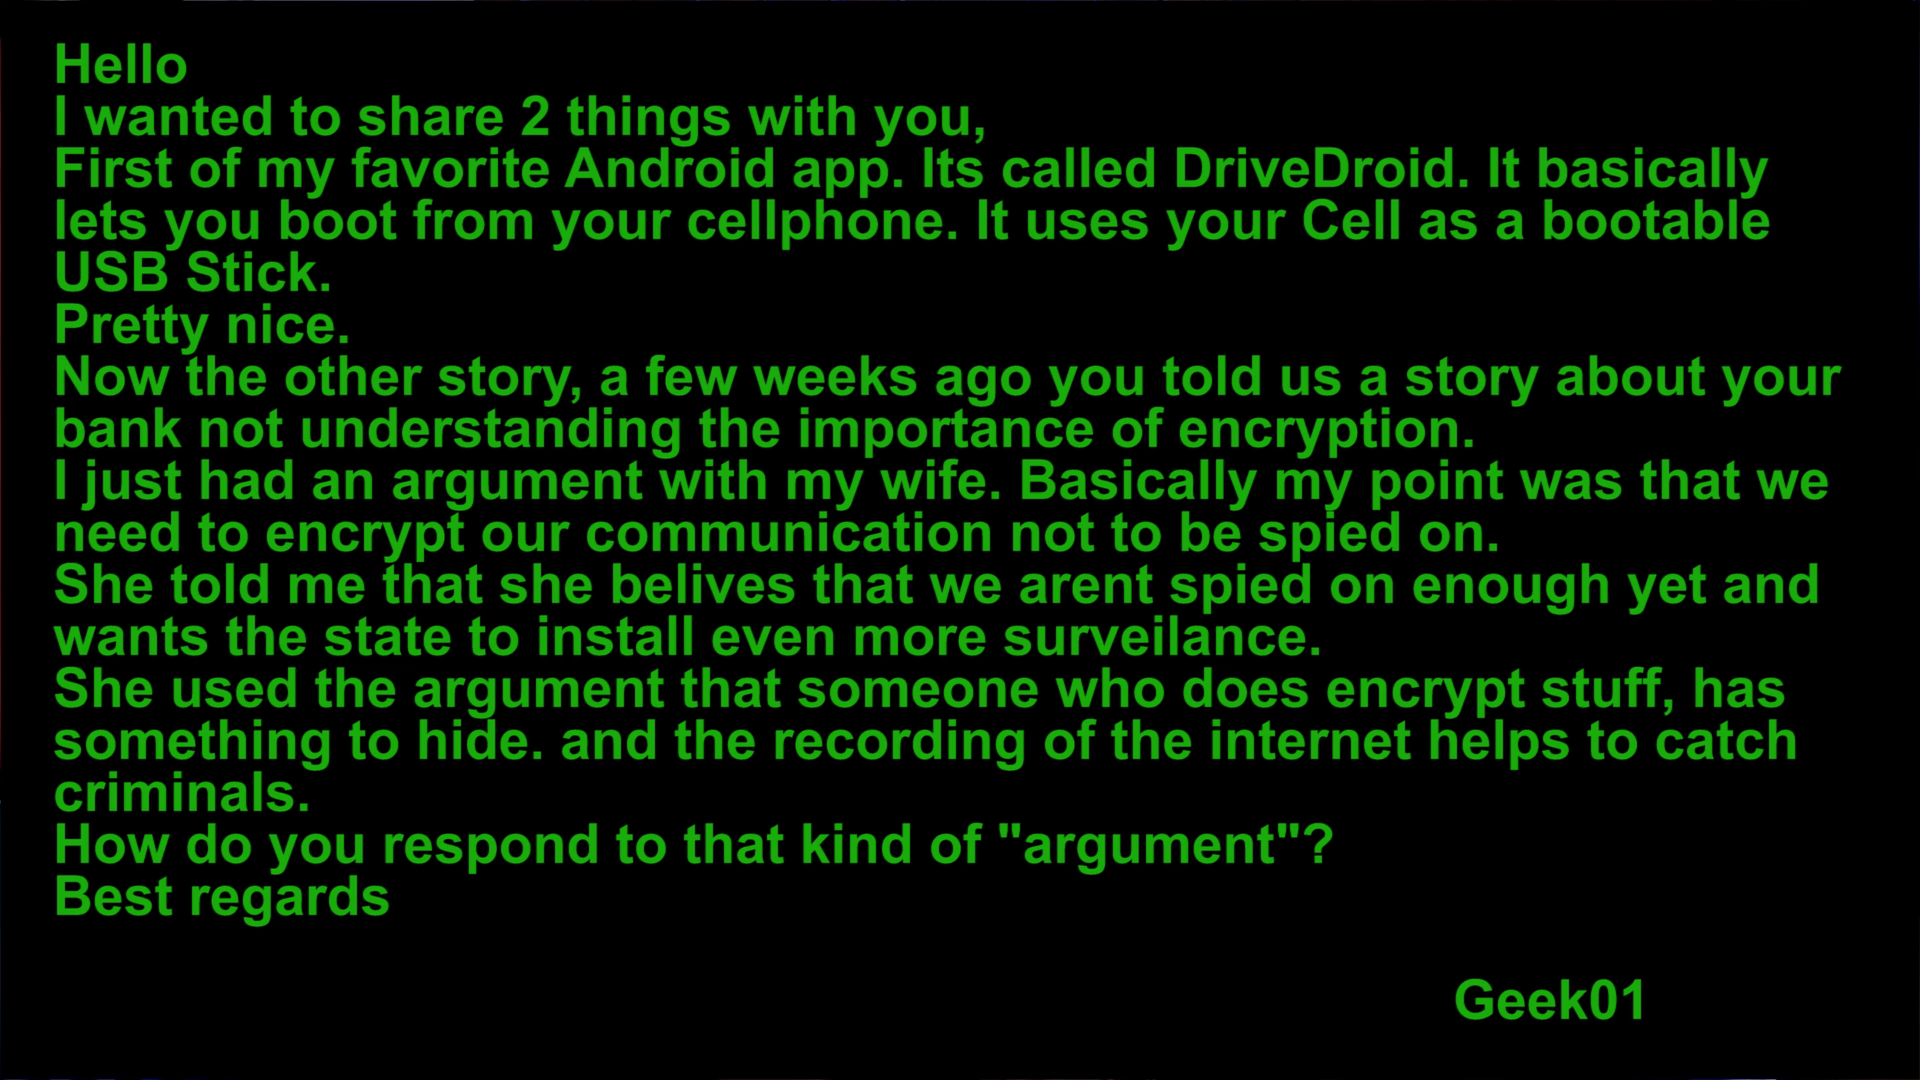 Hello
I wanted to share 2 things with you,
First of my favorite Android app. Its called DriveDroid. It basically
lets you boot from your cellphone. It uses your Cell as a bootable
USB Stick.
Pretty nice.
Now the other story, a few weeks ago you told us a story about your
bank not understanding the importance of encryption.
I just had an argument with my wife. Basically my point was that we
need to encrypt our communication not to be spied on.
She told me that she belives that we arent spied on enough yet and
wants the state to install even more surveilance.
She used the argument that someone who does encrypt stuff, has
something to hide. and the recording of the internet helps to catch
criminals.
How do you respond to that kind of "argument"?
Best regards
Geek01